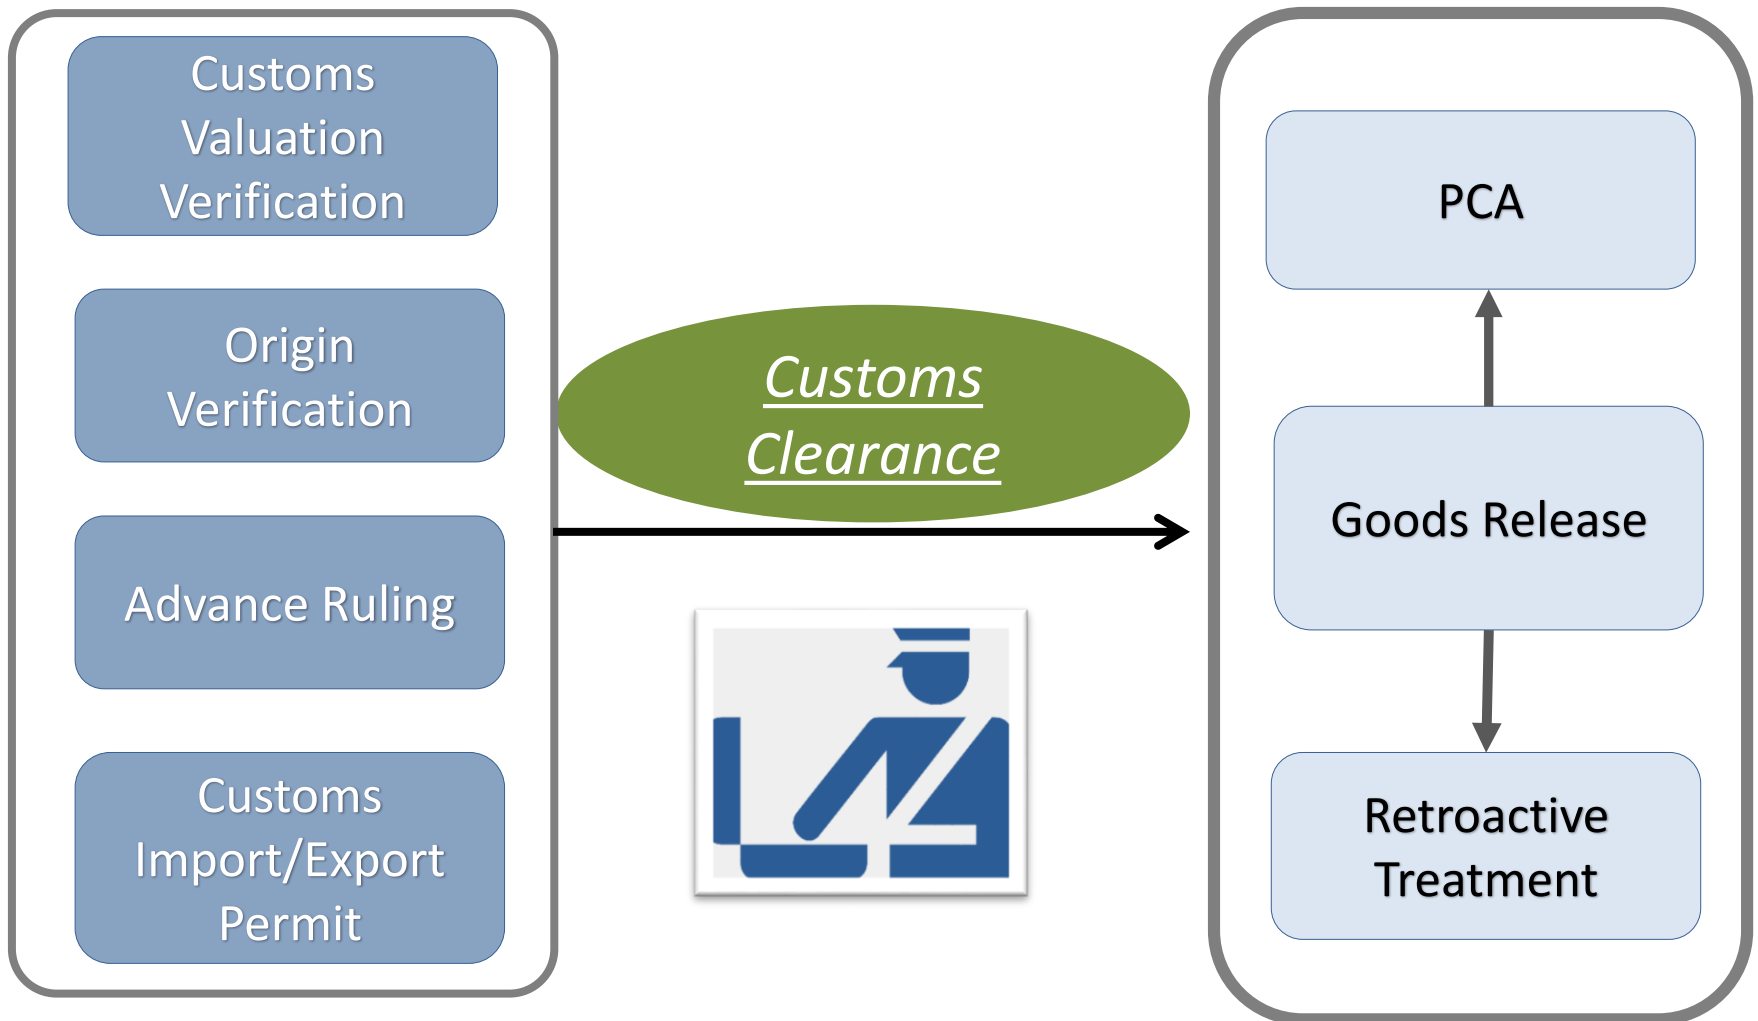 Customs
Valuation
Verification
Origin
Verification
Advance Ruling
Customs
Import/Export
Permit
Customs
Clearance
PCA
Goods Release
Retroactive
Treatment